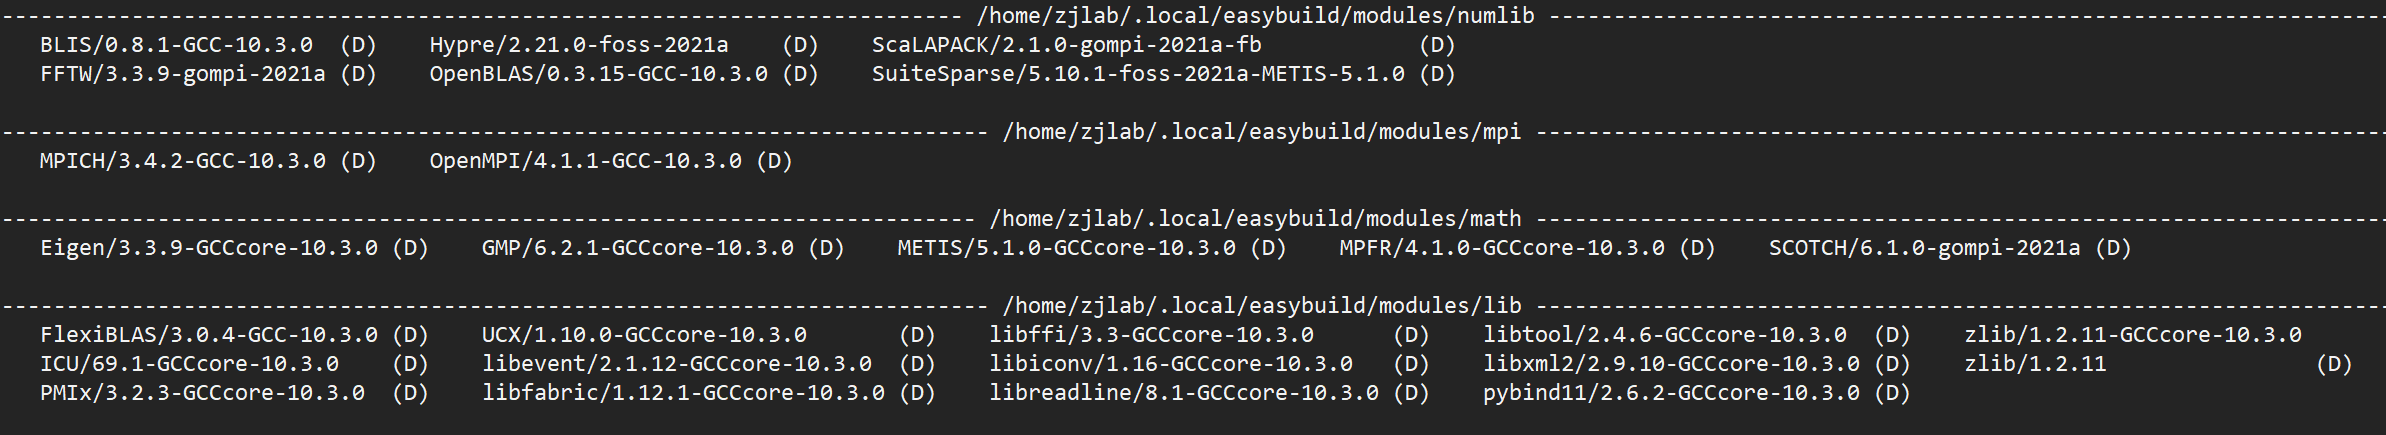 -------------------------------------------------------------------------- /home/zjlab/.local/easybuild/modules/numlib -----------------------------------------------------------------
BLIS/0.8.1-GCC-10.3.0  (D)    Hypre/2.21.0-foss-2021a    (D)    ScaLAPACK/2.1.0-gompi-2021a-fb            (D)
FFTW/3.3.9-gompi-2021a (D)    OpenBLAS/0.3.15-GCC-10.3.0 (D)    SuiteSparse/5.10.1-foss-2021a-METIS-5.1.0 (D)
---------------------------------------------------------------------------- /home/zjlab/.local/easybuild/modules/mpi ------------------------------------------------------------------
MPICH/3.4.2-GCC-10.3.0 (D)    OpenMPI/4.1.1-GCC-10.3.0 (D)
--------------------------------------------------------------------------- /home/zjlab/.local/easybuild/modules/math ------------------------------------------------------------------
Eigen/3.3.9-GCCcore-10.3.0 (D)    GMP/6.2.1-GCCcore-10.3.0 (D)    METIS/5.1.0-GCCcore-10.3.0 (D)    MPFR/4.1.0-GCCcore-10.3.0 (D)    SCOTCH/6.1.0-gompi-2021a (D)
---------------------------------------------------------------------------- /home/zjlab/.local/easybuild/modules/lib ------------------------------------------------------------------
FlexiBLAS/3.0.4-GCC-10.3.0 (D)    UCX/1.10.0-GCCcore-10.3.0       (D)    libffi/3.3-GCCcore-10.3.0      (D)    libtool/2.4.6-GCCcore-10.3.0  (D)    zlib/1.2.11-GCCcore-10.3.0
ICU/69.1-GCCcore-10.3.0    (D)    libevent/2.1.12-GCCcore-10.3.0  (D)    libiconv/1.16-GCCcore-10.3.0   (D)    libxml2/2.9.10-GCCcore-10.3.0 (D)    zlib/1.2.11                (D)
PMIx/3.2.3-GCCcore-10.3.0  (D)    libfabric/1.12.1-GCCcore-10.3.0 (D)    libreadline/8.1-GCCcore-10.3.0 (D)    pybind11/2.6.2-GCCcore-10.3.0 (D)